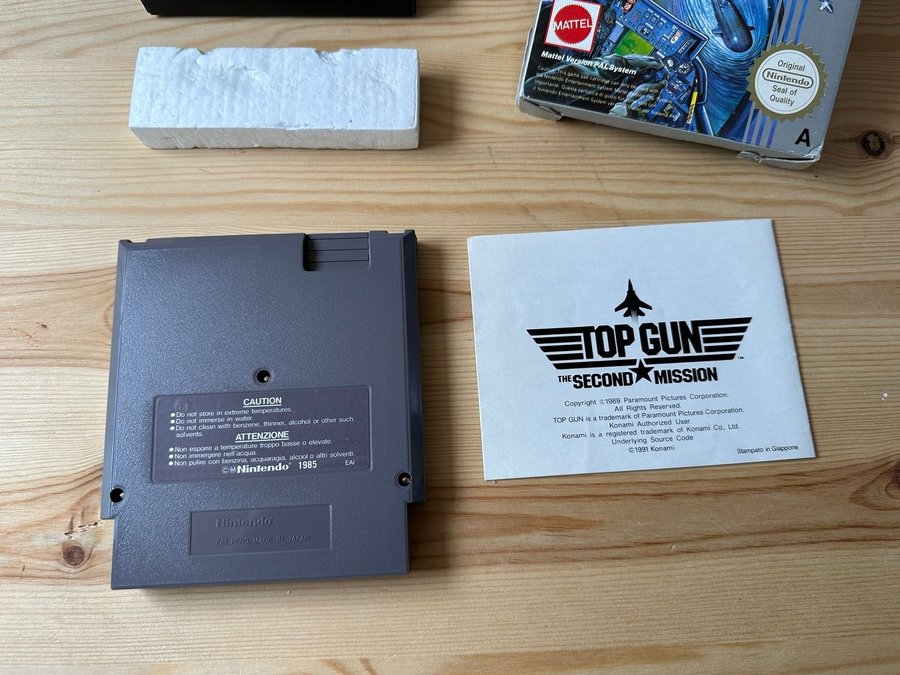 MATTEL
Mattel Version PAL System
Original
Nintendo
Seal of
Quality
A
CAUTION
●Do not store in extreme temperatures.
●Do not immerse in water.
●Do not clean with benzene, thinner, alcohol or other such
solvents.
ATTENZIONE
●Non esporre a temperature troppo basse o elevate.
●Non immergere nell'acqua.
●Non pulire con benzina, acquaragia, alcool o altri solventi.
©M Nintendo® 1985
EAI
Nintendo®
PAT. PEND. MADE IN JAPAN
TOP GUN
THE SECOND MISSION
™
Copyright ©1989 Paramount Pictures Corporation.
All Rights Reserved.
TOP GUN is a trademark of Paramount Pictures Corporation.
Konami Authorized User.
Konami is a registered trademark of Konami Co., Ltd.
Underlying Source Code
©1991 Konami
Stampato in Giappone